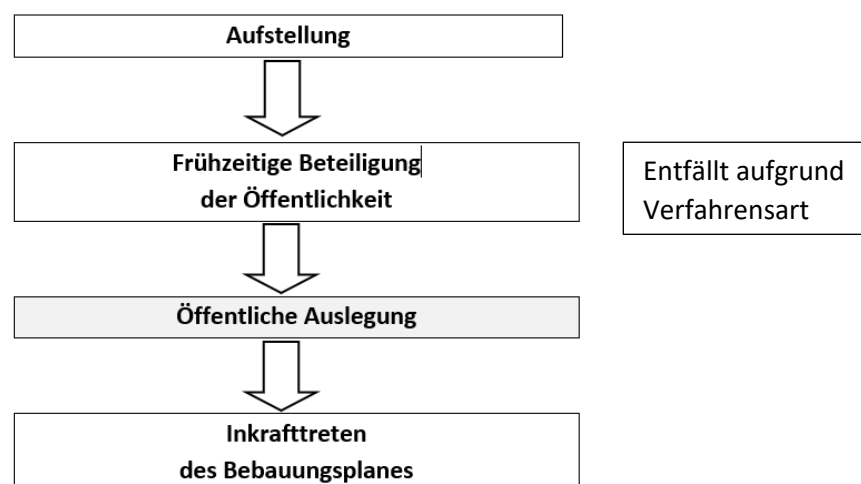 Aufstellung
Frühzeitige Beteiligung
der Öffentlichkeit
Entfällt aufgrund
Verfahrensart
Öffentliche Auslegung
Inkrafttreten
des Bebauungsplanes